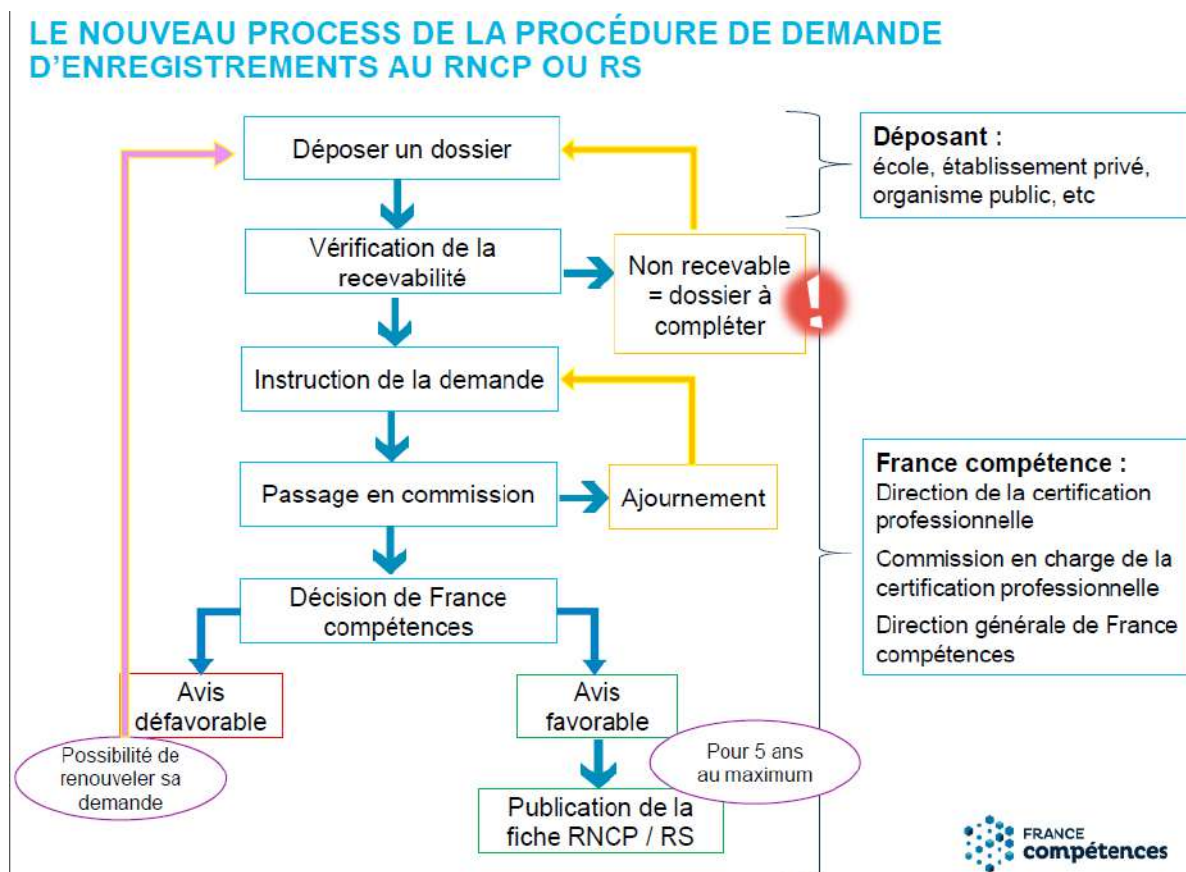 LE NOUVEAU PROCESS DE LA PROCÉDURE DE DEMANDE
D'ENREGISTREMENTS AU RNCP OU RS
Déposer un dossier
Déposant :
école, établissement privé,
organisme public, etc
Vérification de la
recevabilité
Non recevable
= dossier à
compléter
!
Instruction de la demande
Passage en commission
Ajournement
France compétence :
Direction de la certification
professionnelle
Commission en charge de la
certification professionnelle
Direction générale de France
compétences
Décision de France
compétences
Avis
défavorable
Avis
favorable
Possibilité de
renouveler sa
demande
Pour 5 ans
au maximum
Publication de la
fiche RNCP / RS
FRANCE
compétences